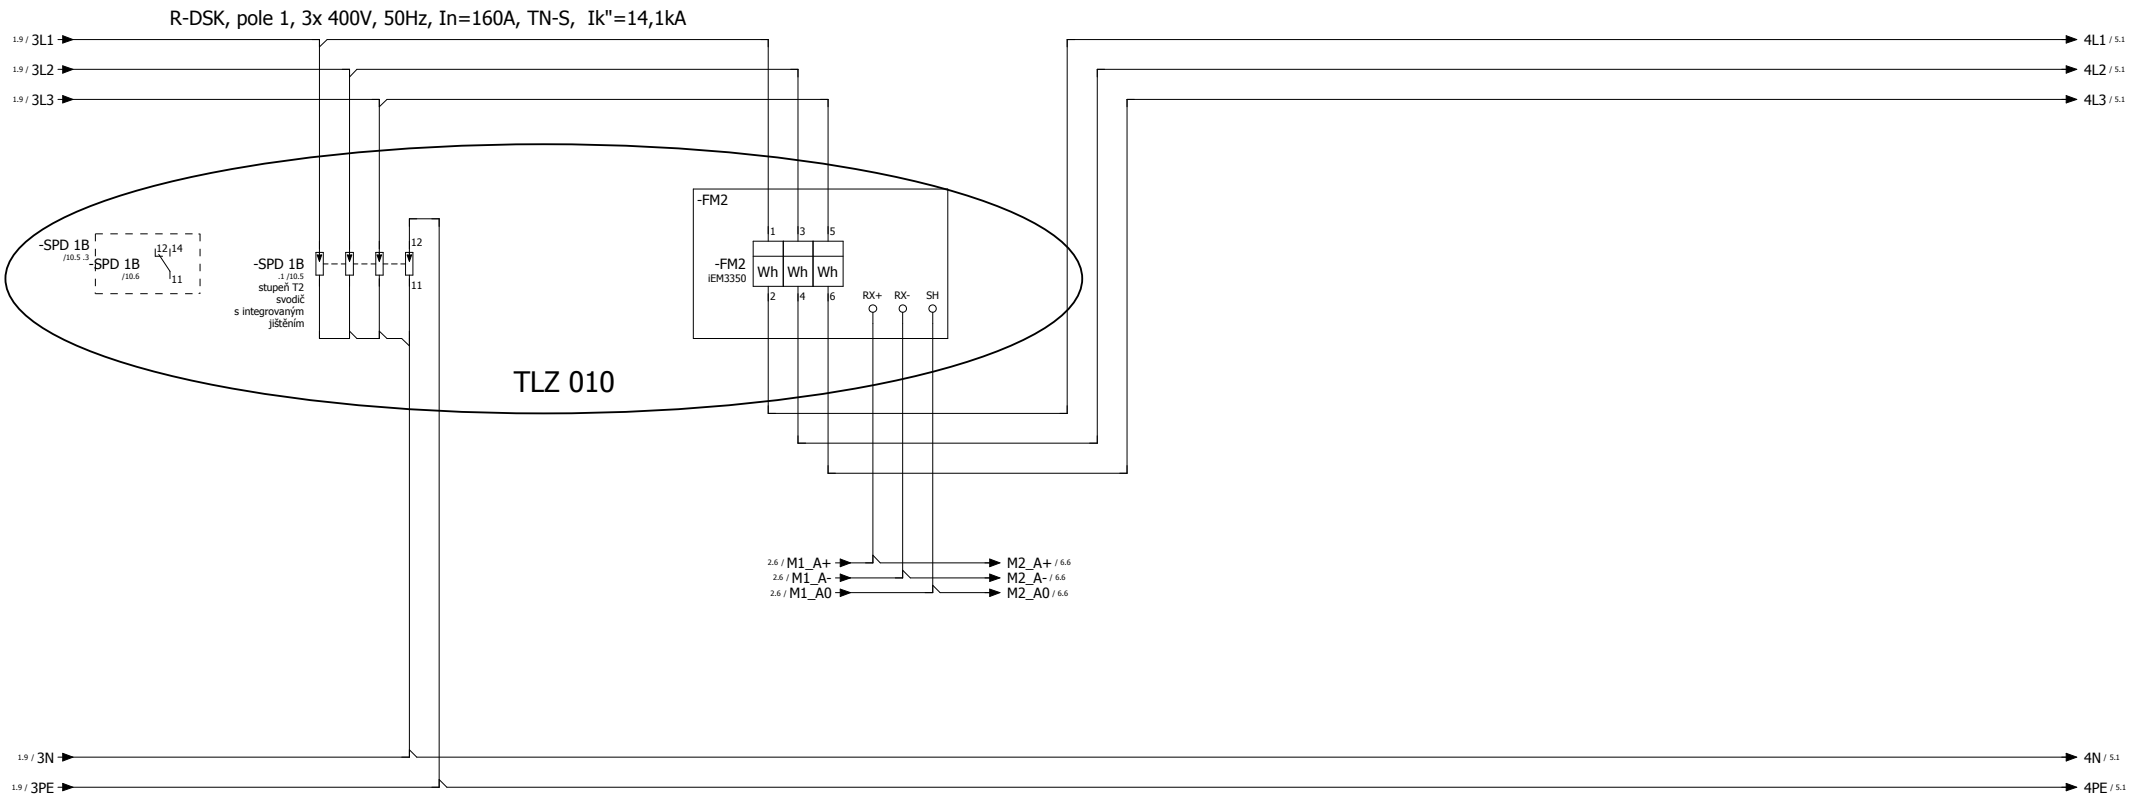 R-DSK, pole 1, 3x 400V, 50Hz, In=160A, TN-S, Ik"=14,1kA
1.9 / 3L1
4L1 / 5.1
1.9 / 3L2
4L2 / 5.1
1.9 / 3L3
4L3 / 5.1
-FM2
1 3 5
-SPD 1B
/10.5 .3
12 14
-SPD 1B
/10.6
11
12
-SPD 1B
.1 /10.5
11
stupeň T2
svodič
s integrovaným
jištěním
-FM2
iEM3350
Wh Wh Wh
2 4 6
RX+ RX- SH
TLZ 010
2.6 / M1_A+
M2_A+ / 6.6
2.6 / M1_A-
M2_A- / 6.6
2.6 / M1_A0
M2_A0 / 6.6
1.9 / 3N
4N / 5.1
1.9 / 3PE
4PE / 5.1